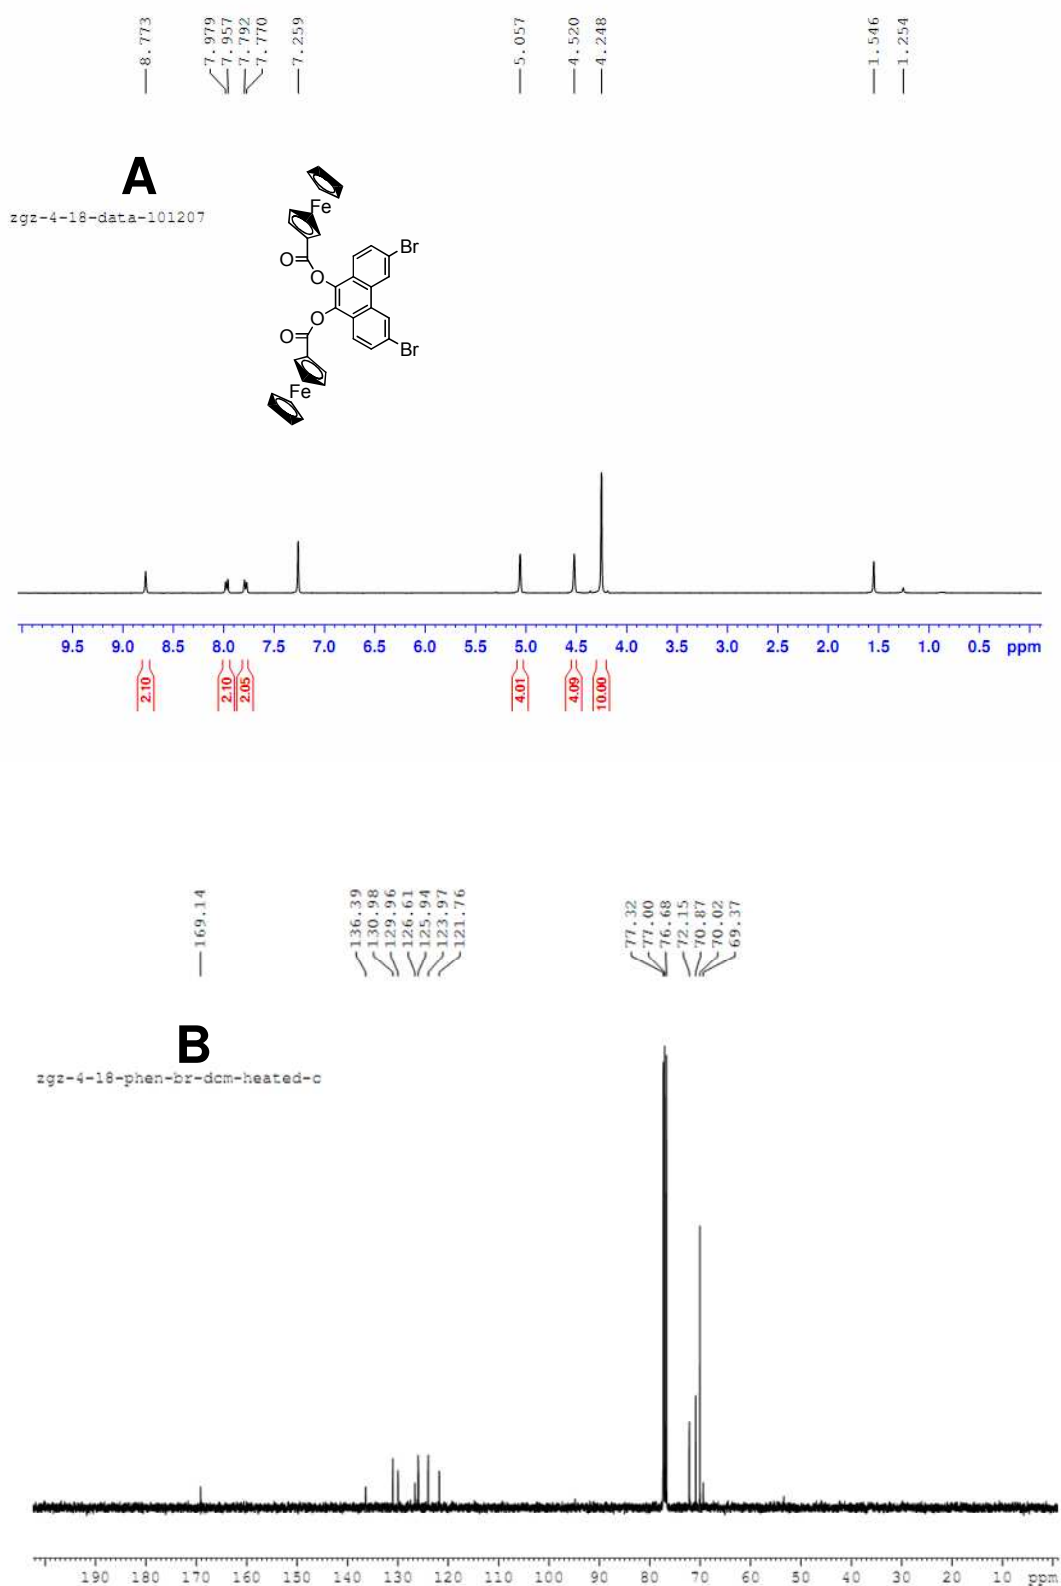 8.773
7.979
7.957
7.792
7.770
7.259
5.057
4.520
4.248
1.546
1.254
A
zgz-4-18-data-101207
Fe
O
O
Br
O
O
Br
Fe
9.5 9.0 8.5 8.0 7.5 7.0 6.5 6.0 5.5 5.0 4.5 4.0 3.5 3.0 2.5 2.0 1.5 1.0 0.5 ppm
2.10
2.10
2.05
4.01
4.09
10.00
169.14
136.39
130.98
129.96
126.61
125.94
123.97
121.76
77.32
77.00
76.68
72.15
70.87
70.02
69.37
B
zgz-4-18-phen-br-dcm-heated-c
190 180 170 160 150 140 130 120 110 100 90 80 70 60 50 40 30 20 10 ppm